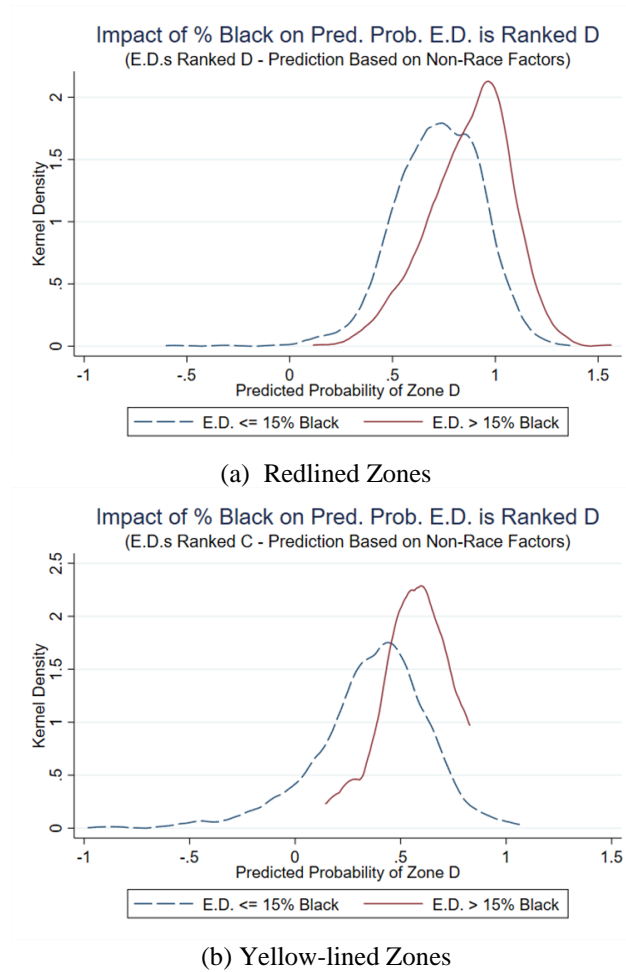 Impact of % Black on Pred. Prob. E.D. is Ranked D
(E.D.s Ranked D - Prediction Based on Non-Race Factors)
Kernel Density
2
1.5
1
.5
0
-1 -.5 0 .5 1 1.5
Predicted Probability of Zone D
E.D. <= 15% Black E.D. > 15% Black
(a) Redlined Zones
Impact of % Black on Pred. Prob. E.D. is Ranked D
(E.D.s Ranked C - Prediction Based on Non-Race Factors)
Kernel Density
2.5
2
1.5
1
.5
0
-1 -.5 0 .5 1 1.5
Predicted Probability of Zone D
E.D. <= 15% Black E.D. > 15% Black
(b) Yellow-lined Zones